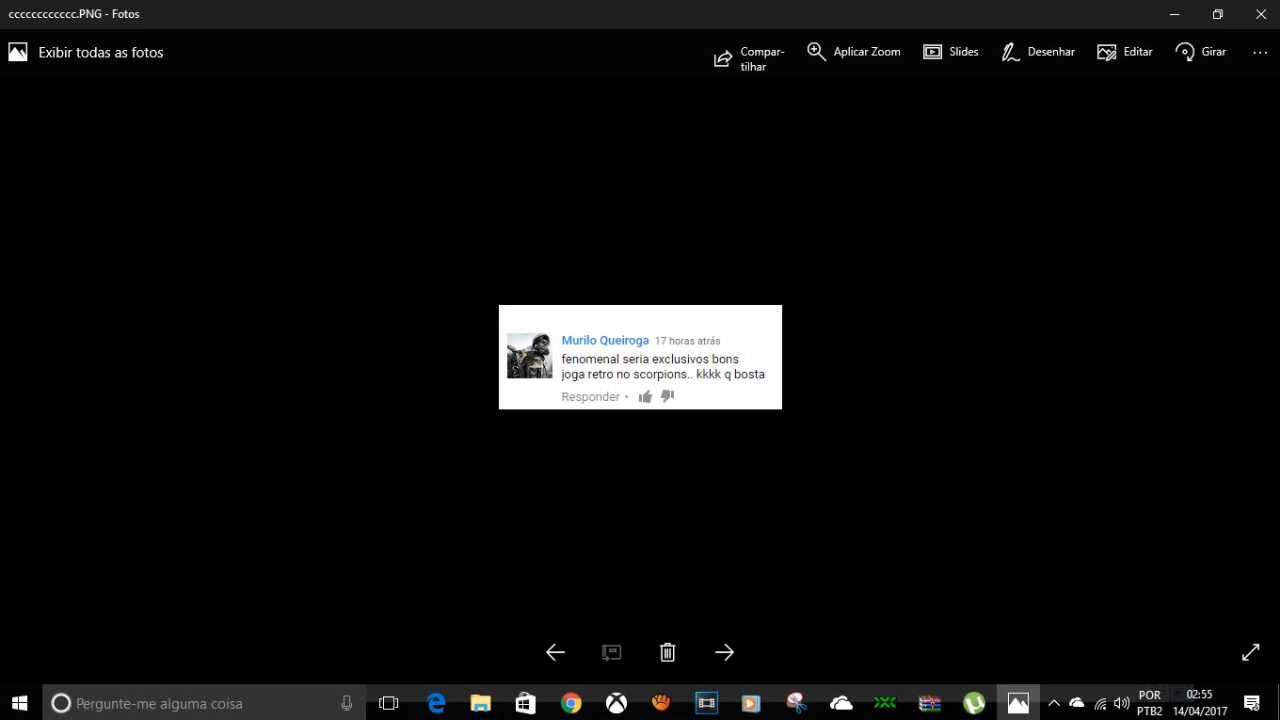 cccccccccccc.PNG - Fotos
Exibir todas as fotos
Compar-
tilhar
Aplicar Zoom
Slides
Desenhar
Editar
Girar
Murilo Queiroga 17 horas atrás
fenomenal seria exclusivos bons
joga retro no scorpions.. kkkk q bosta
Responder •
Pergunte-me alguma coisa
POR
PTB2
02:55
14/04/2017